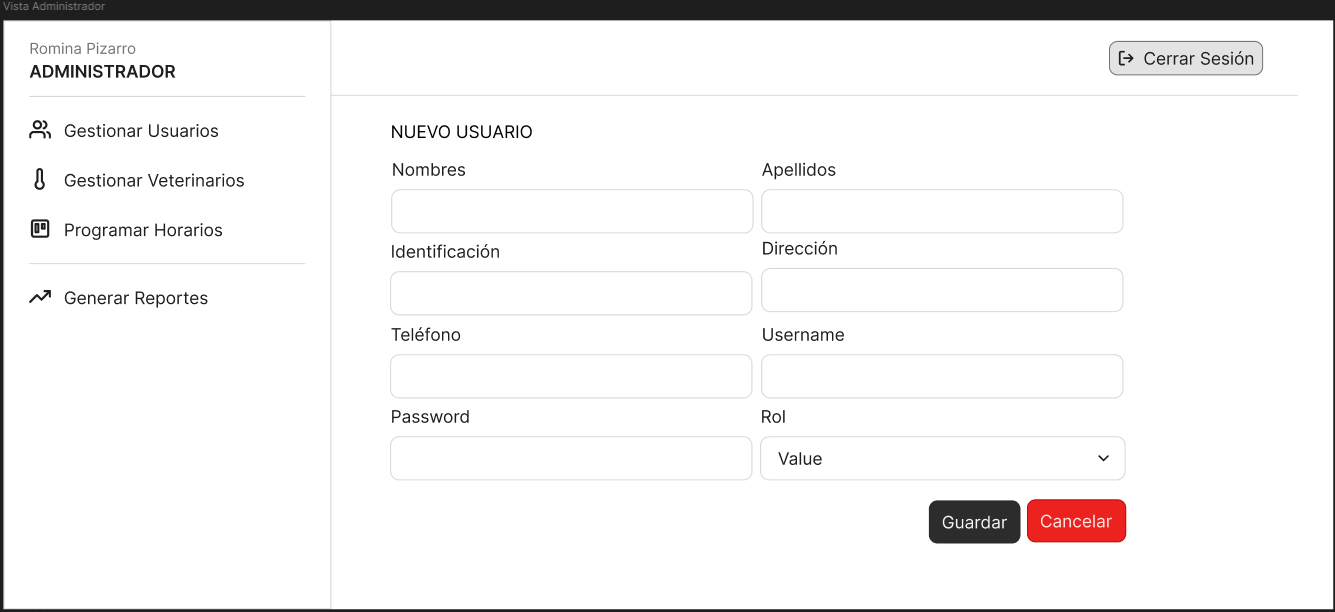 Vista Administrador
Romina Pizarro
ADMINISTRADOR
Gestionar Usuarios
Gestionar Veterinarios
Programar Horarios
Generar Reportes
Cerrar Sesión
NUEVO USUARIO
Nombres
Apellidos
Identificación
Dirección
Teléfono
Username
Password
Rol
Value
Guardar
Cancelar